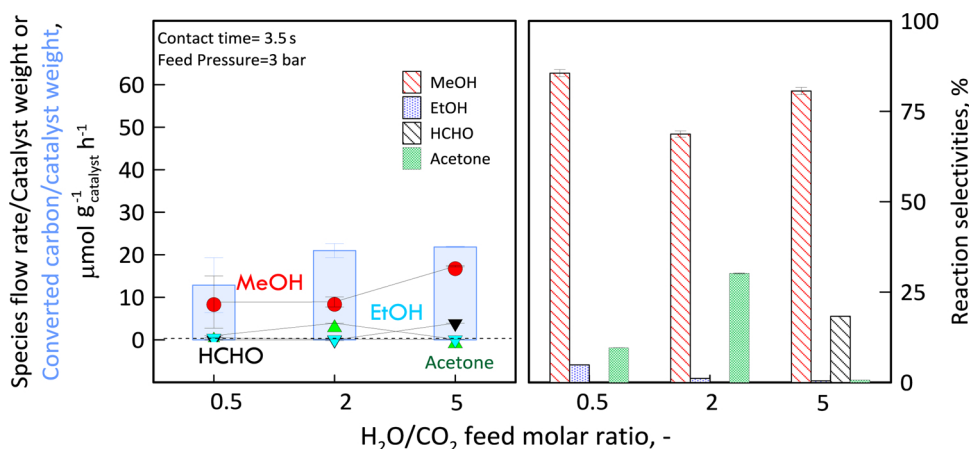 Species flow rate/Catalyst weight or
Converted carbon/catalyst weight,
μmol g⁻¹catalyst h⁻¹
Contact time= 3.5 s
Feed Pressure=3 bar
60
50
40
30
20
10
0
MeOH
EtOH
HCHO
Acetone
MeOH
EtOH
HCHO
Acetone
0.5
2
5
100
75
50
25
0
Reaction selectivities, %
0.5
2
5
H₂O/CO₂ feed molar ratio, -